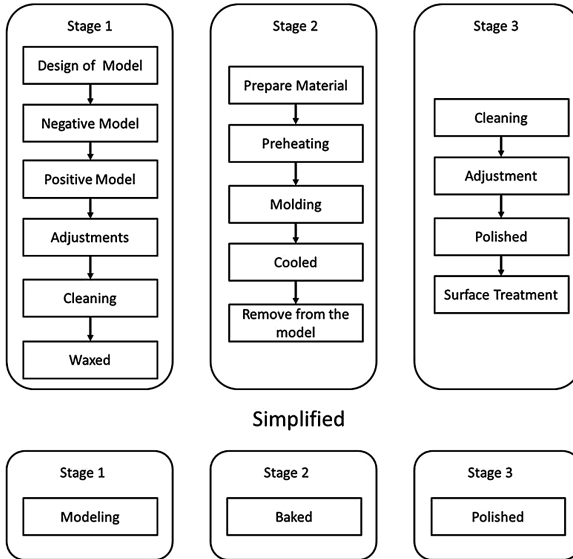 Stage 1
Design of Model
Negative Model
Positive Model
Adjustments
Cleaning
Waxed
Stage 2
Prepare Material
Preheating
Molding
Cooled
Remove from the
model
Stage 3
Cleaning
Adjustment
Polished
Surface Treatment
Simplified
Stage 1
Modeling
Stage 2
Baked
Stage 3
Polished